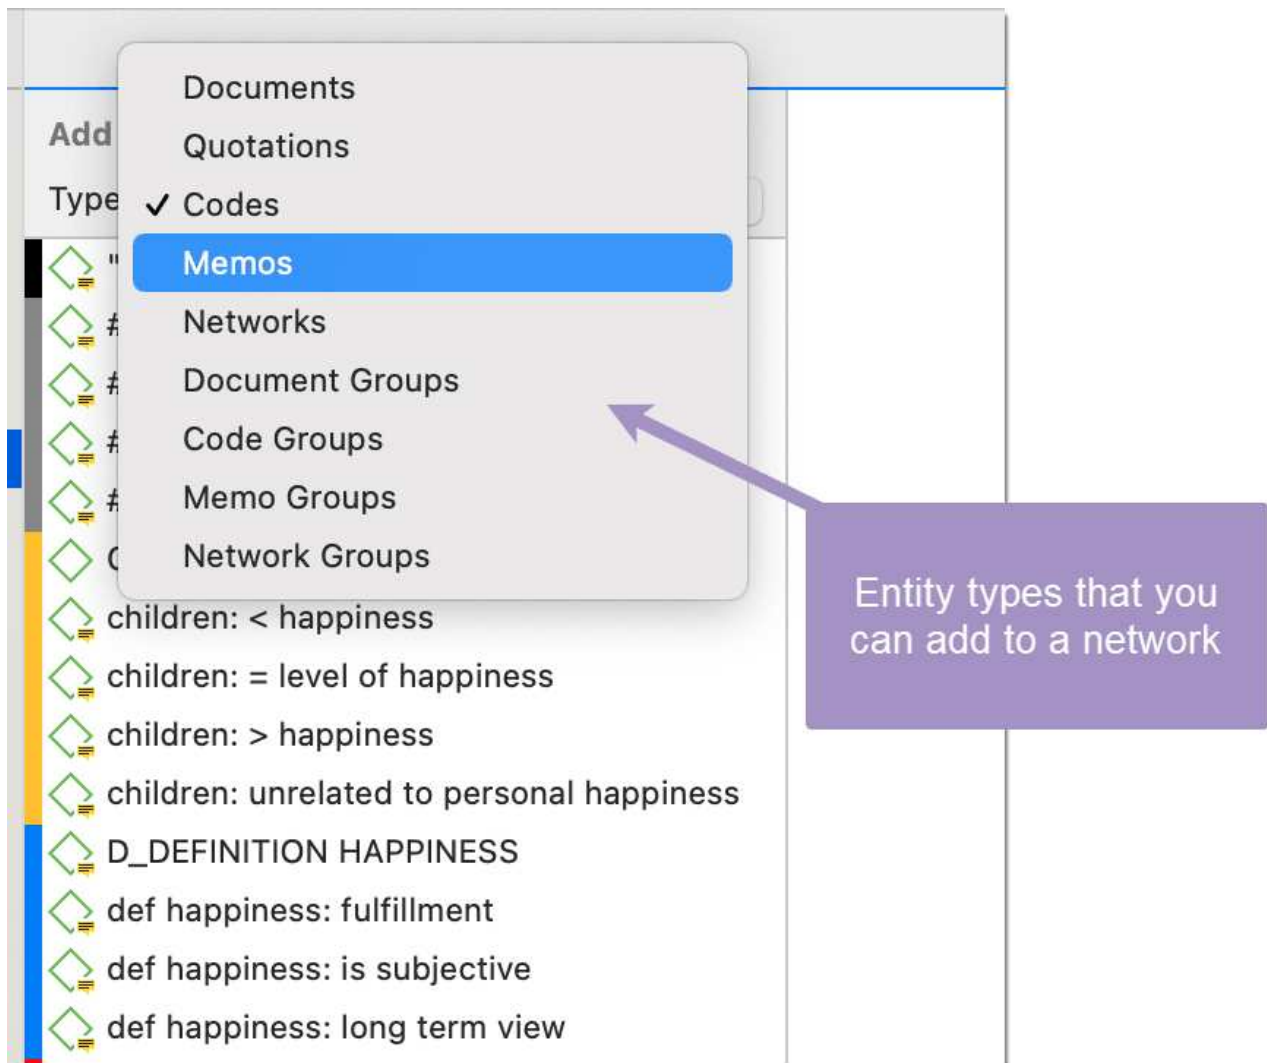 Documents
Add
Quotations
Type
✓ Codes
"
Memos
#
Networks
#
Document Groups
#
Code Groups
#
Memo Groups
Network Groups
children: < happiness
children: = level of happiness
children: > happiness
children: unrelated to personal happiness
D_DEFINITION HAPPINESS
def happiness: fulfillment
def happiness: is subjective
def happiness: long term view
Entity types that you
can add to a network